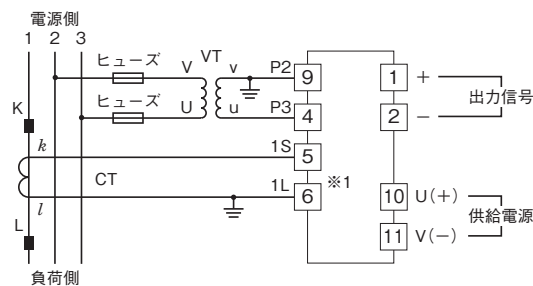 電源側
1 2 3
ヒューズ V VT v P2 9 1 +
出力信号
ヒューズ U u P3 4 2 −
K
k 1S 5
CT 1L 6 ※1 10 U(+)
供給電源
l
L 11 V(−)
負荷側